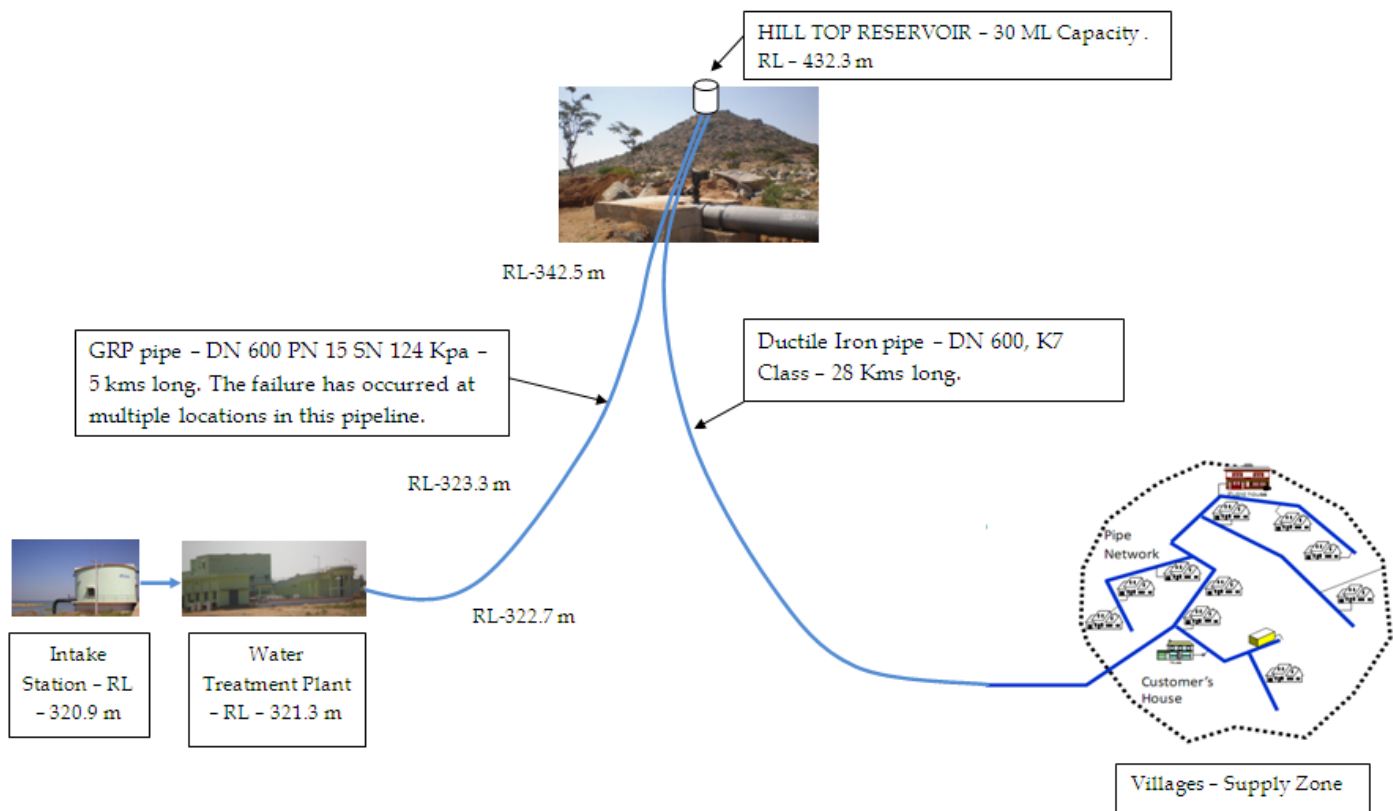 HILL TOP RESERVOIR – 30 ML Capacity .
RL – 432.3 m
RL-342.5 m
GRP pipe – DN 600 PN 15 SN 124 Kpa –
5 kms long. The failure has occurred at
multiple locations in this pipeline.
Ductile Iron pipe – DN 600, K7
Class – 28 Kms long.
RL-323.3 m
RL-322.7 m
Intake
Station – RL
– 320.9 m
Water
Treatment Plant
– RL – 321.3 m
Pipe
Network
Customer's
House
Villages – Supply Zone